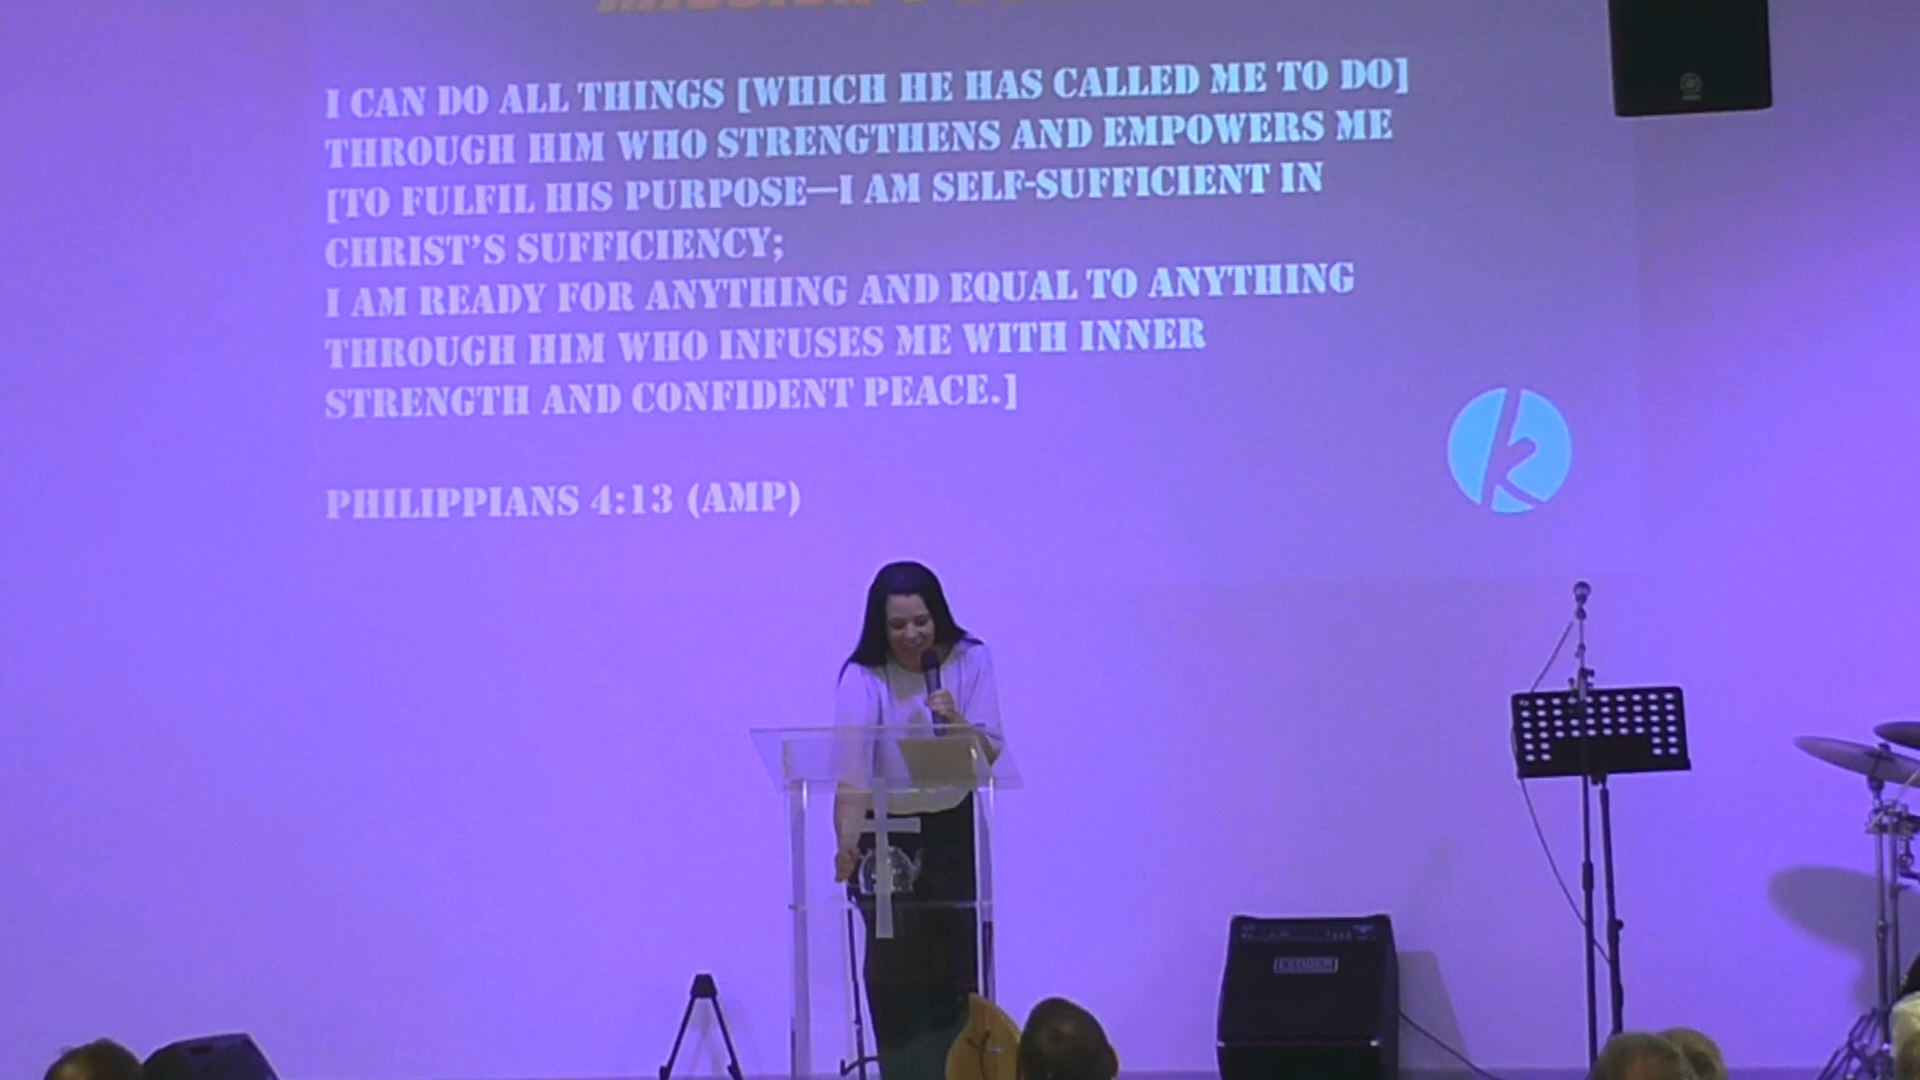 I CAN DO ALL THINGS [WHICH HE HAS CALLED ME TO DO]
THROUGH HIM WHO STRENGTHENS AND EMPOWERS ME
[TO FULFIL HIS PURPOSE—I AM SELF-SUFFICIENT IN
CHRIST'S SUFFICIENCY;
I AM READY FOR ANYTHING AND EQUAL TO ANYTHING
THROUGH HIM WHO INFUSES ME WITH INNER
STRENGTH AND CONFIDENT PEACE.]
PHILIPPIANS 4:13 (AMP)
k